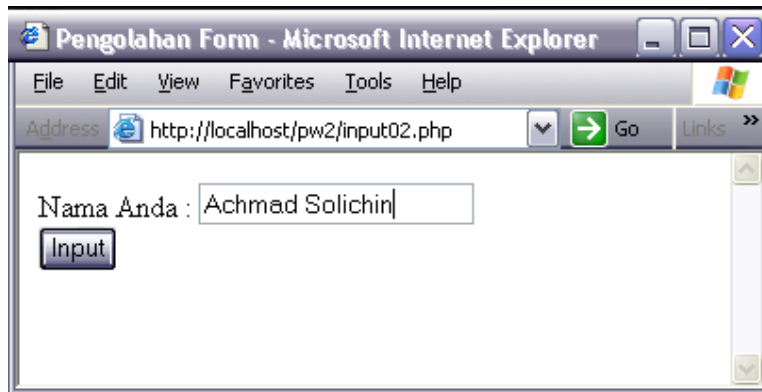 Pengolahan Form - Microsoft Internet Explorer
File Edit View Favorites Tools Help
Address http://localhost/pw2/input02.php Go Links »
Nama Anda : Achmad Solichin
Input